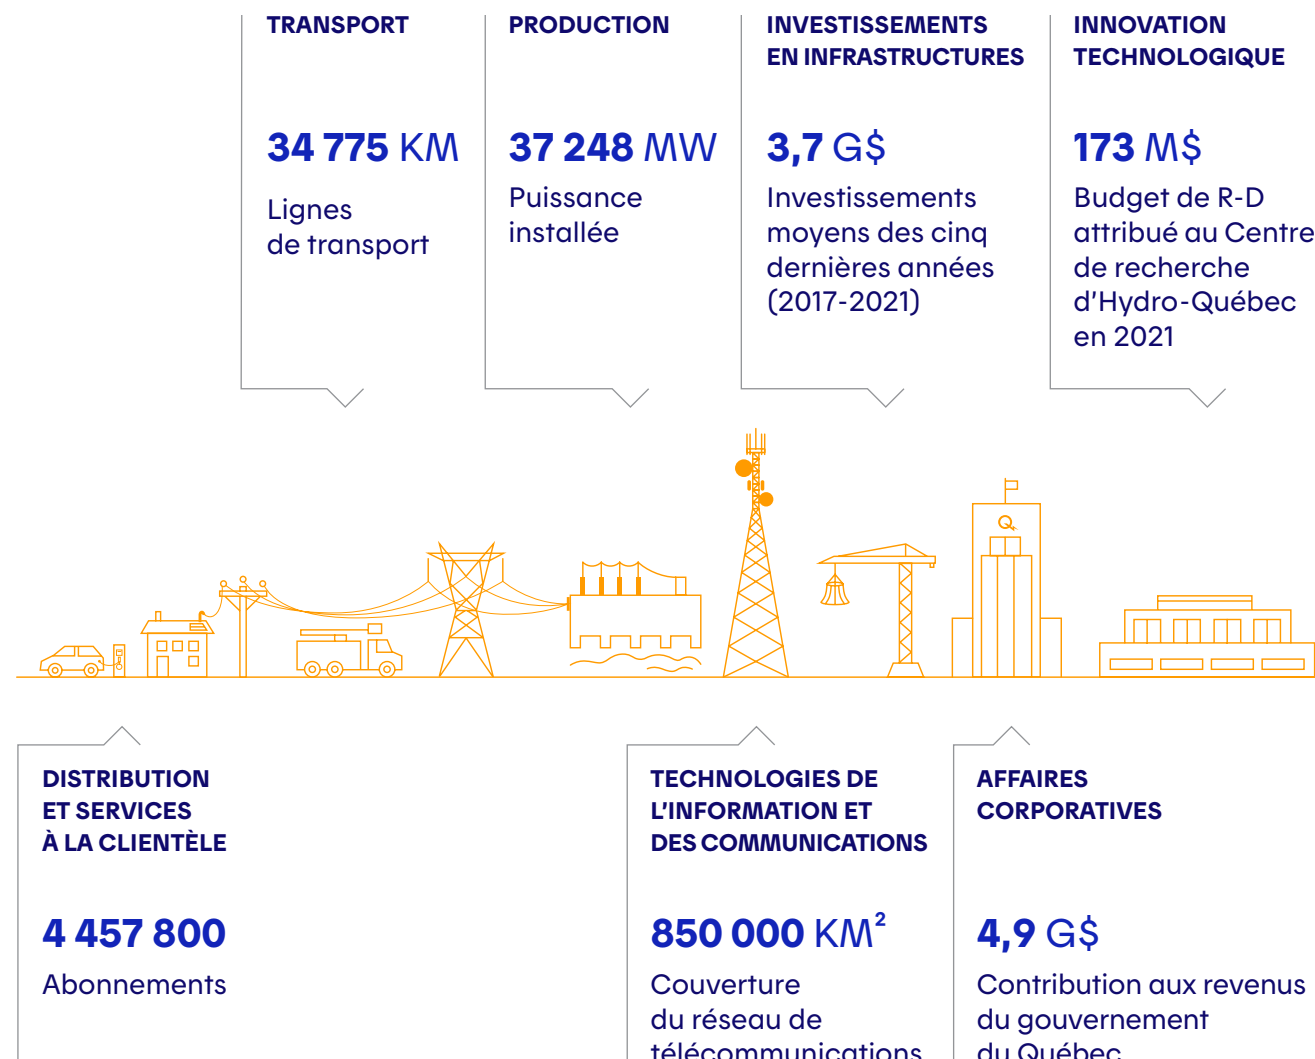 TRANSPORT
34 775 KM
Lignes
de transport
PRODUCTION
37 248 MW
Puissance
installée
INVESTISSEMENTS
EN INFRASTRUCTURES
3,7 G$
Investissements
moyens des cinq
dernières années
(2017-2021)
INNOVATION
TECHNOLOGIQUE
173 M$
Budget de R-D
attribué au Centre
de recherche
d'Hydro-Québec
en 2021
DISTRIBUTION
ET SERVICES
À LA CLIENTÈLE
4 457 800
Abonnements
TECHNOLOGIES DE
L'INFORMATION ET
DES COMMUNICATIONS
850 000 KM²
Couverture
du réseau de
télécommunications
AFFAIRES
CORPORATIVES
4,9 G$
Contribution aux revenus
du gouvernement
du Québec